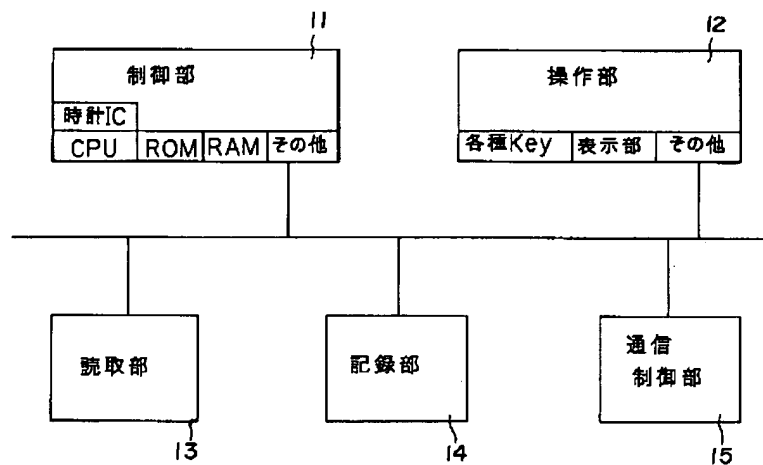 11
制御部
時計IC
CPU ROM RAM その他
12
操作部
各種Key 表示部 その他
読取部
13
記録部
14
通信
制御部
15